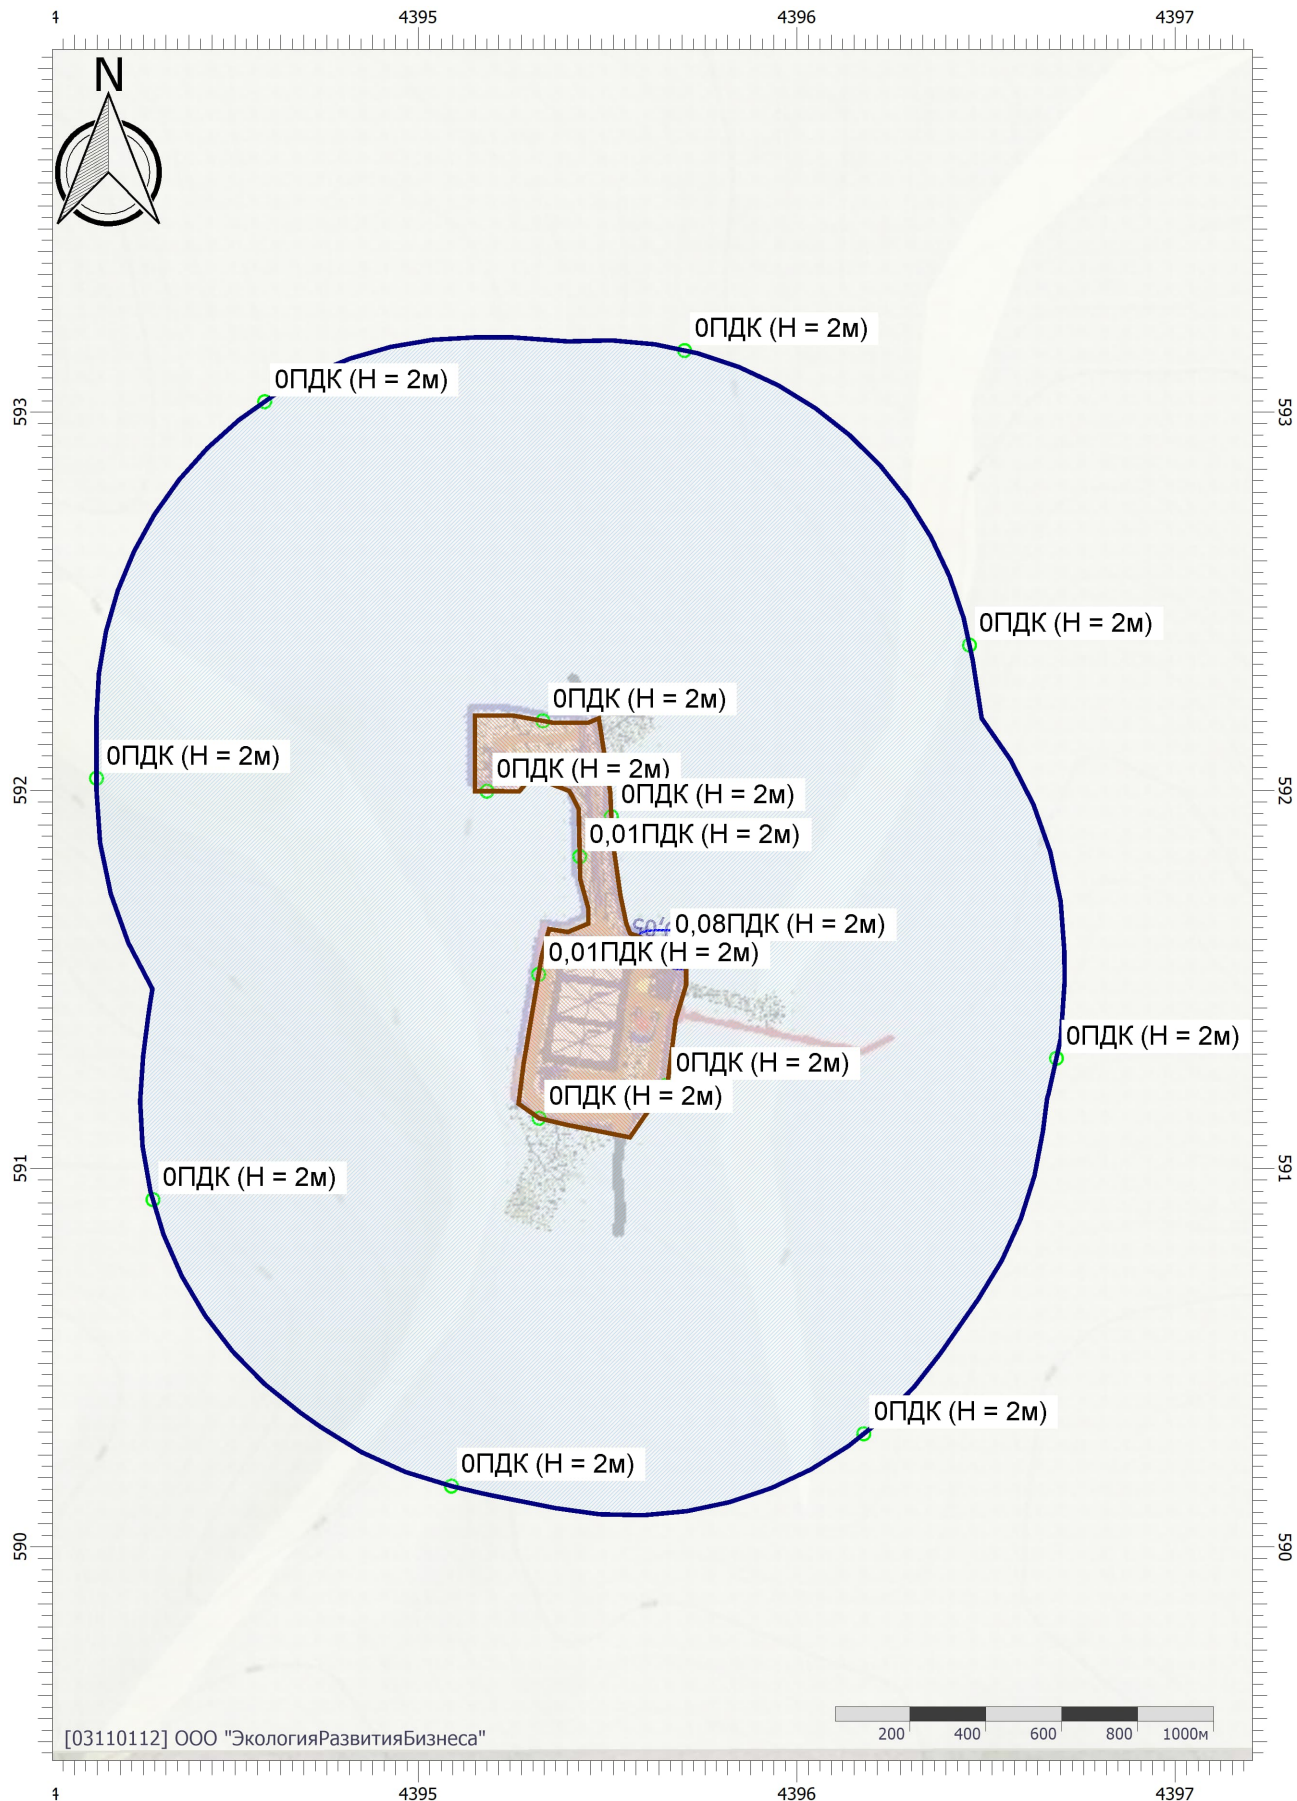 4395 4396 4397
N
0ПДК (H = 2м)
0ПДК (H = 2м)
593 593
0ПДК (H = 2м)
0ПДК (H = 2м)
0ПДК (H = 2м)
0ПДК (H = 2м)
592 592
0ПДК (H = 2м)
0,01ПДК (H = 2м)
0,05
0,08ПДК (H = 2м)
0,01ПДК (H = 2м)
0ПДК (H = 2м)
0ПДК (H = 2м)
0ПДК (H = 2м)
591 591
0ПДК (H = 2м)
0ПДК (H = 2м)
0ПДК (H = 2м)
590 590
[03110112] ООО "ЭкологияРазвитияБизнеса"
200 400 600 800 1000м
4395 4396 4397